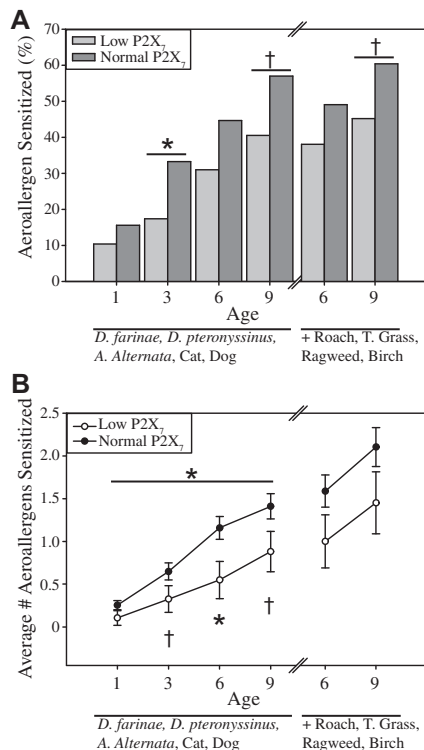 A
Aeroallergen Sensitized (%)
70
60
50
40
30
20
10
0
Low P2X7
Normal P2X7
*
†
†
1 3 6 9 6 9
Age
D. farinae, D. pteronyssinus,
A. Alternata, Cat, Dog
+ Roach, T. Grass,
Ragweed, Birch
B
Average # Aeroallergens Sensitized
2.5
2.0
1.5
1.0
0.5
0
Low P2X7
Normal P2X7
*
† * †
1 3 6 9 6 9
Age
D. farinae, D. pteronyssinus,
A. Alternata, Cat, Dog
+ Roach, T. Grass,
Ragweed, Birch